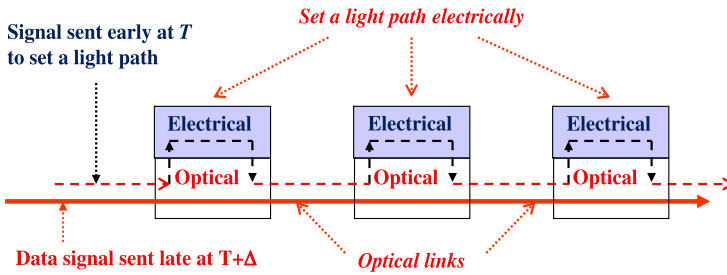 Set a light path electrically
Signal sent early at T
to set a light path
Electrical
Electrical
Electrical
Optical
Optical
Optical
Data signal sent late at T+Δ
Optical links